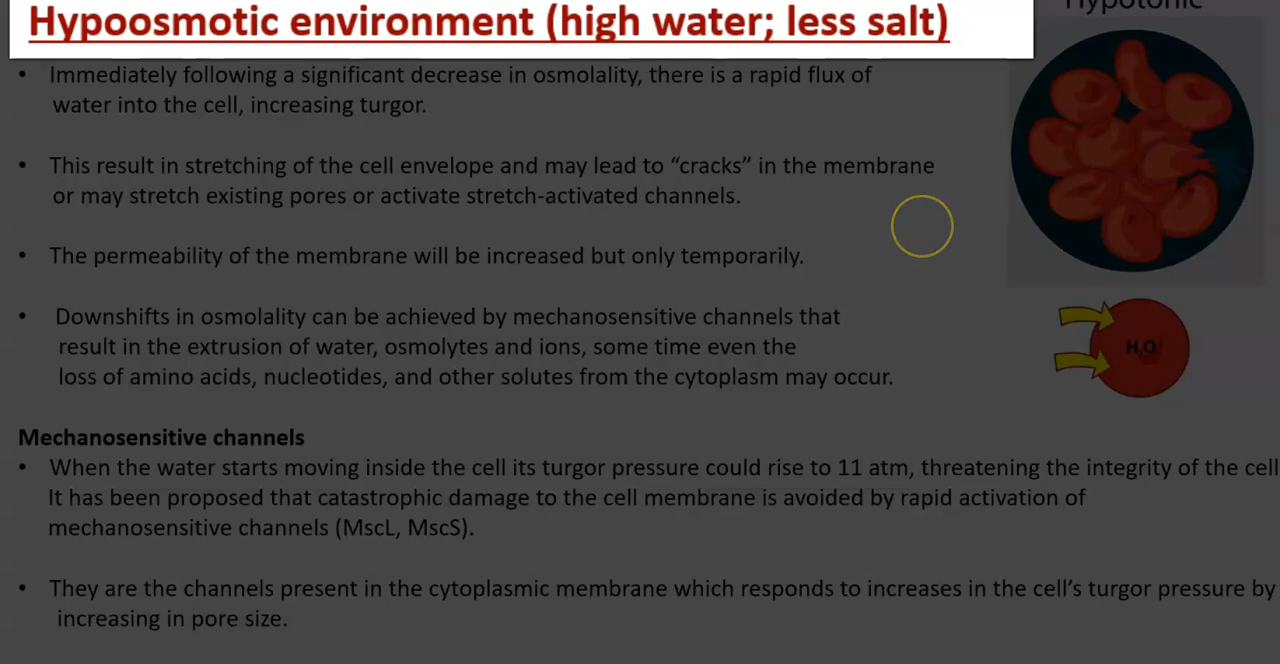 Hypoosmotic environment (high water; less salt)
Hypotonic
• Immediately following a significant decrease in osmolality, there is a rapid flux of
water into the cell, increasing turgor.
• This result in stretching of the cell envelope and may lead to “cracks” in the membrane
or may stretch existing pores or activate stretch-activated channels.
• The permeability of the membrane will be increased but only temporarily.
• Downshifts in osmolality can be achieved by mechanosensitive channels that
result in the extrusion of water, osmolytes and ions, some time even the
loss of amino acids, nucleotides, and other solutes from the cytoplasm may occur.
H₂O
Mechanosensitive channels
• When the water starts moving inside the cell its turgor pressure could rise to 11 atm, threatening the integrity of the cell
It has been proposed that catastrophic damage to the cell membrane is avoided by rapid activation of
mechanosensitive channels (MscL, MscS).
• They are the channels present in the cytoplasmic membrane which responds to increases in the cell’s turgor pressure by
increasing in pore size.